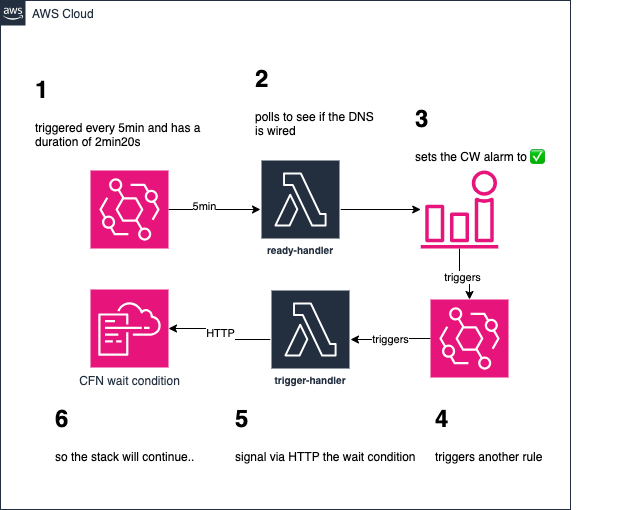 aws
AWS Cloud
1
triggered every 5min and has a
duration of 2min20s
2
polls to see if the DNS
is wired
3
sets the CW alarm to ✅
5min
ready-handler
triggers
CFN wait condition
HTTP
trigger-handler
triggers
6
so the stack will continue..
5
signal via HTTP the wait condition
4
triggers another rule